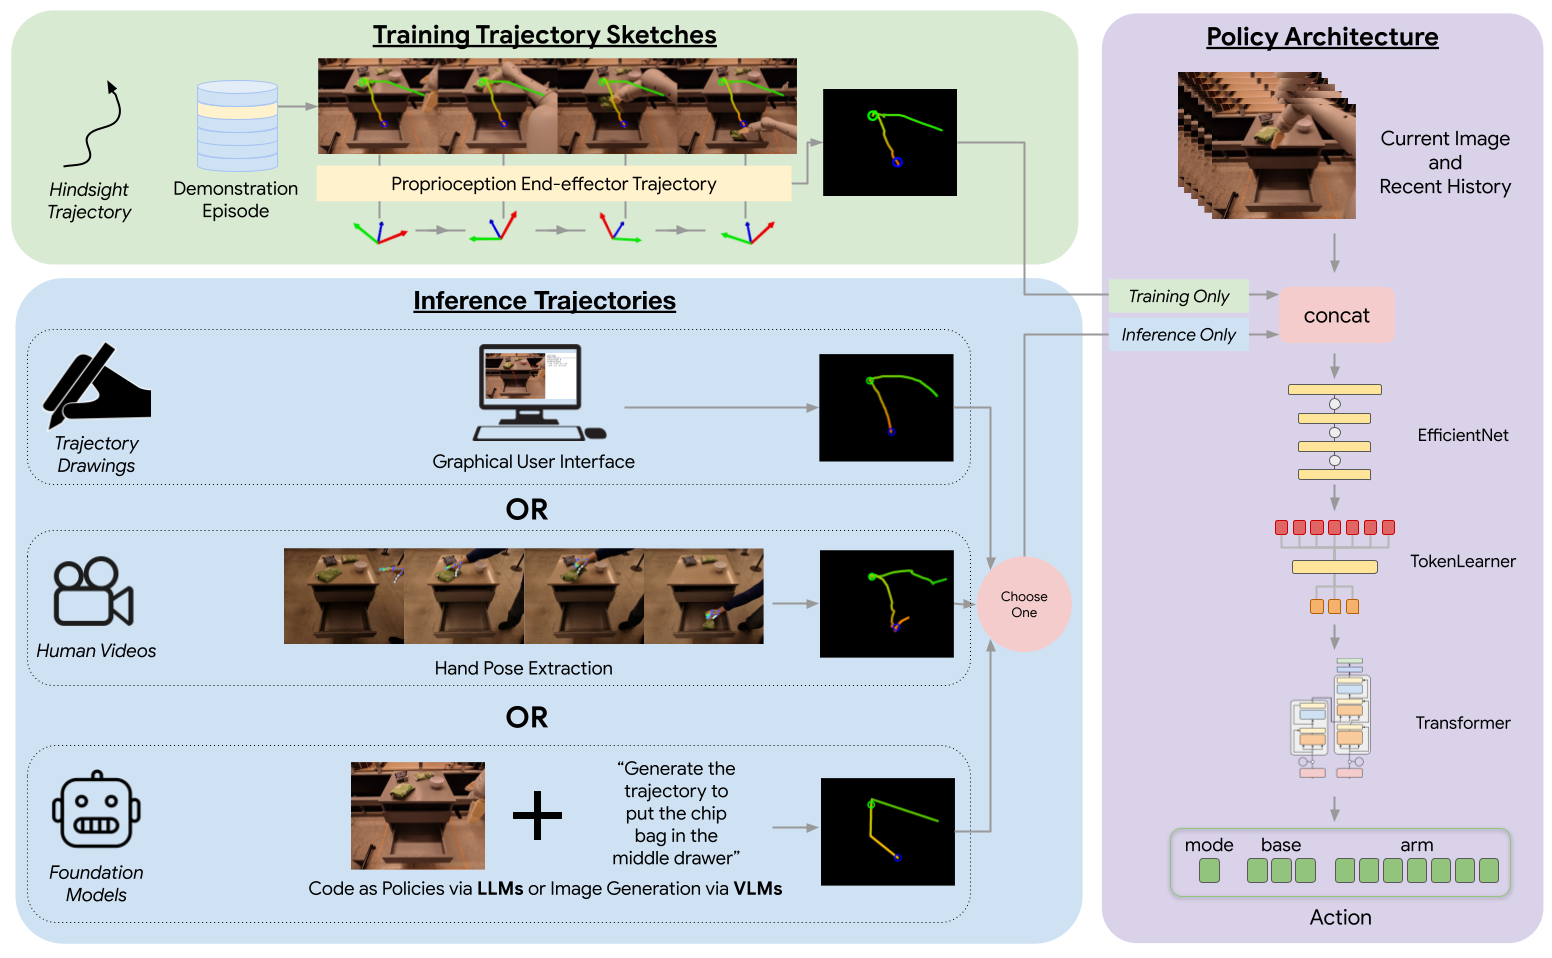 Training Trajectory Sketches
Hindsight
Trajectory
Demonstration
Episode
Proprioception End-effector Trajectory
Inference Trajectories
Trajectory
Drawings
Graphical User Interface
OR
Human Videos
Hand Pose Extraction
OR
Foundation
Models
“Generate the
trajectory to
put the chip
bag in the
middle drawer”
Code as Policies via LLMs or Image Generation via VLMs
Choose
One
Policy Architecture
Current Image
and
Recent History
Training Only
Inference Only
concat
EfficientNet
TokenLearner
Transformer
mode base arm
Action